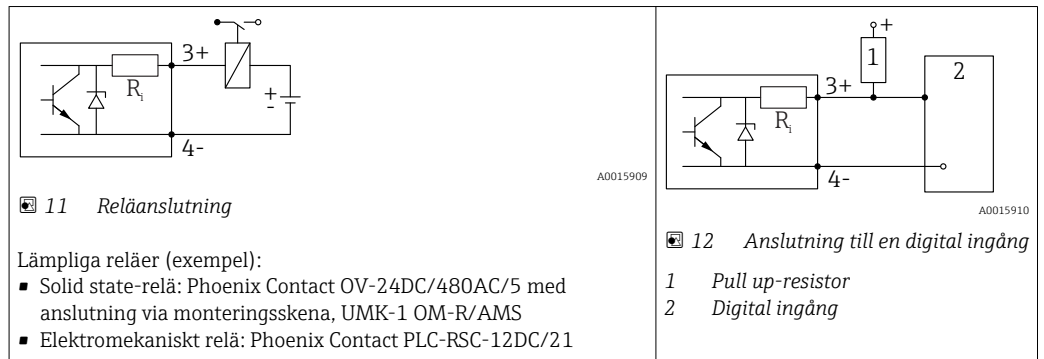 3+
R_i
+
-
4-
A0015909
11 Reläanslutning
Lämpliga reläer (exempel):
▪ Solid state-relä: Phoenix Contact OV-24DC/480AC/5 med
anslutning via monteringsskena, UMK-1 OM-R/AMS
▪ Elektromekaniskt relä: Phoenix Contact PLC-RSC-12DC/21
+
1
2
3+
R_i
4-
A0015910
12 Anslutning till en digital ingång
1 Pull up-resistor
2 Digital ingång